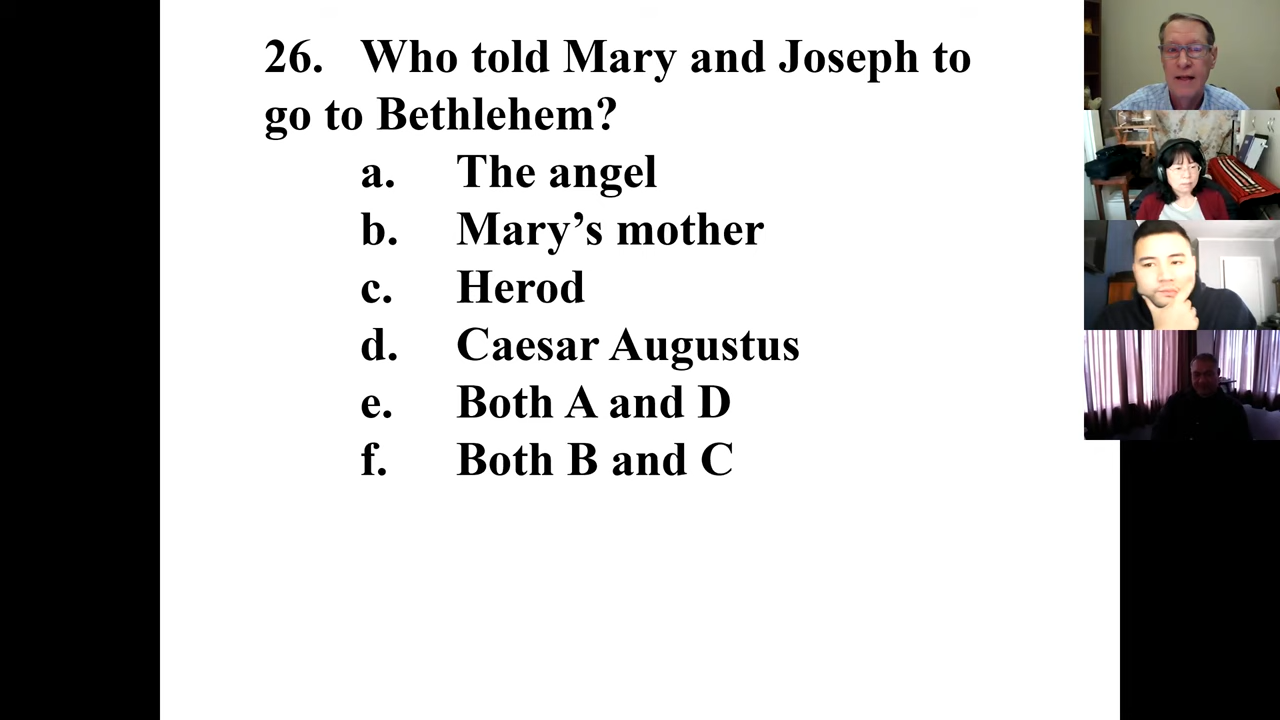 26. Who told Mary and Joseph to
go to Bethlehem?
a. The angel
b. Mary’s mother
c. Herod
d. Caesar Augustus
e. Both A and D
f. Both B and C